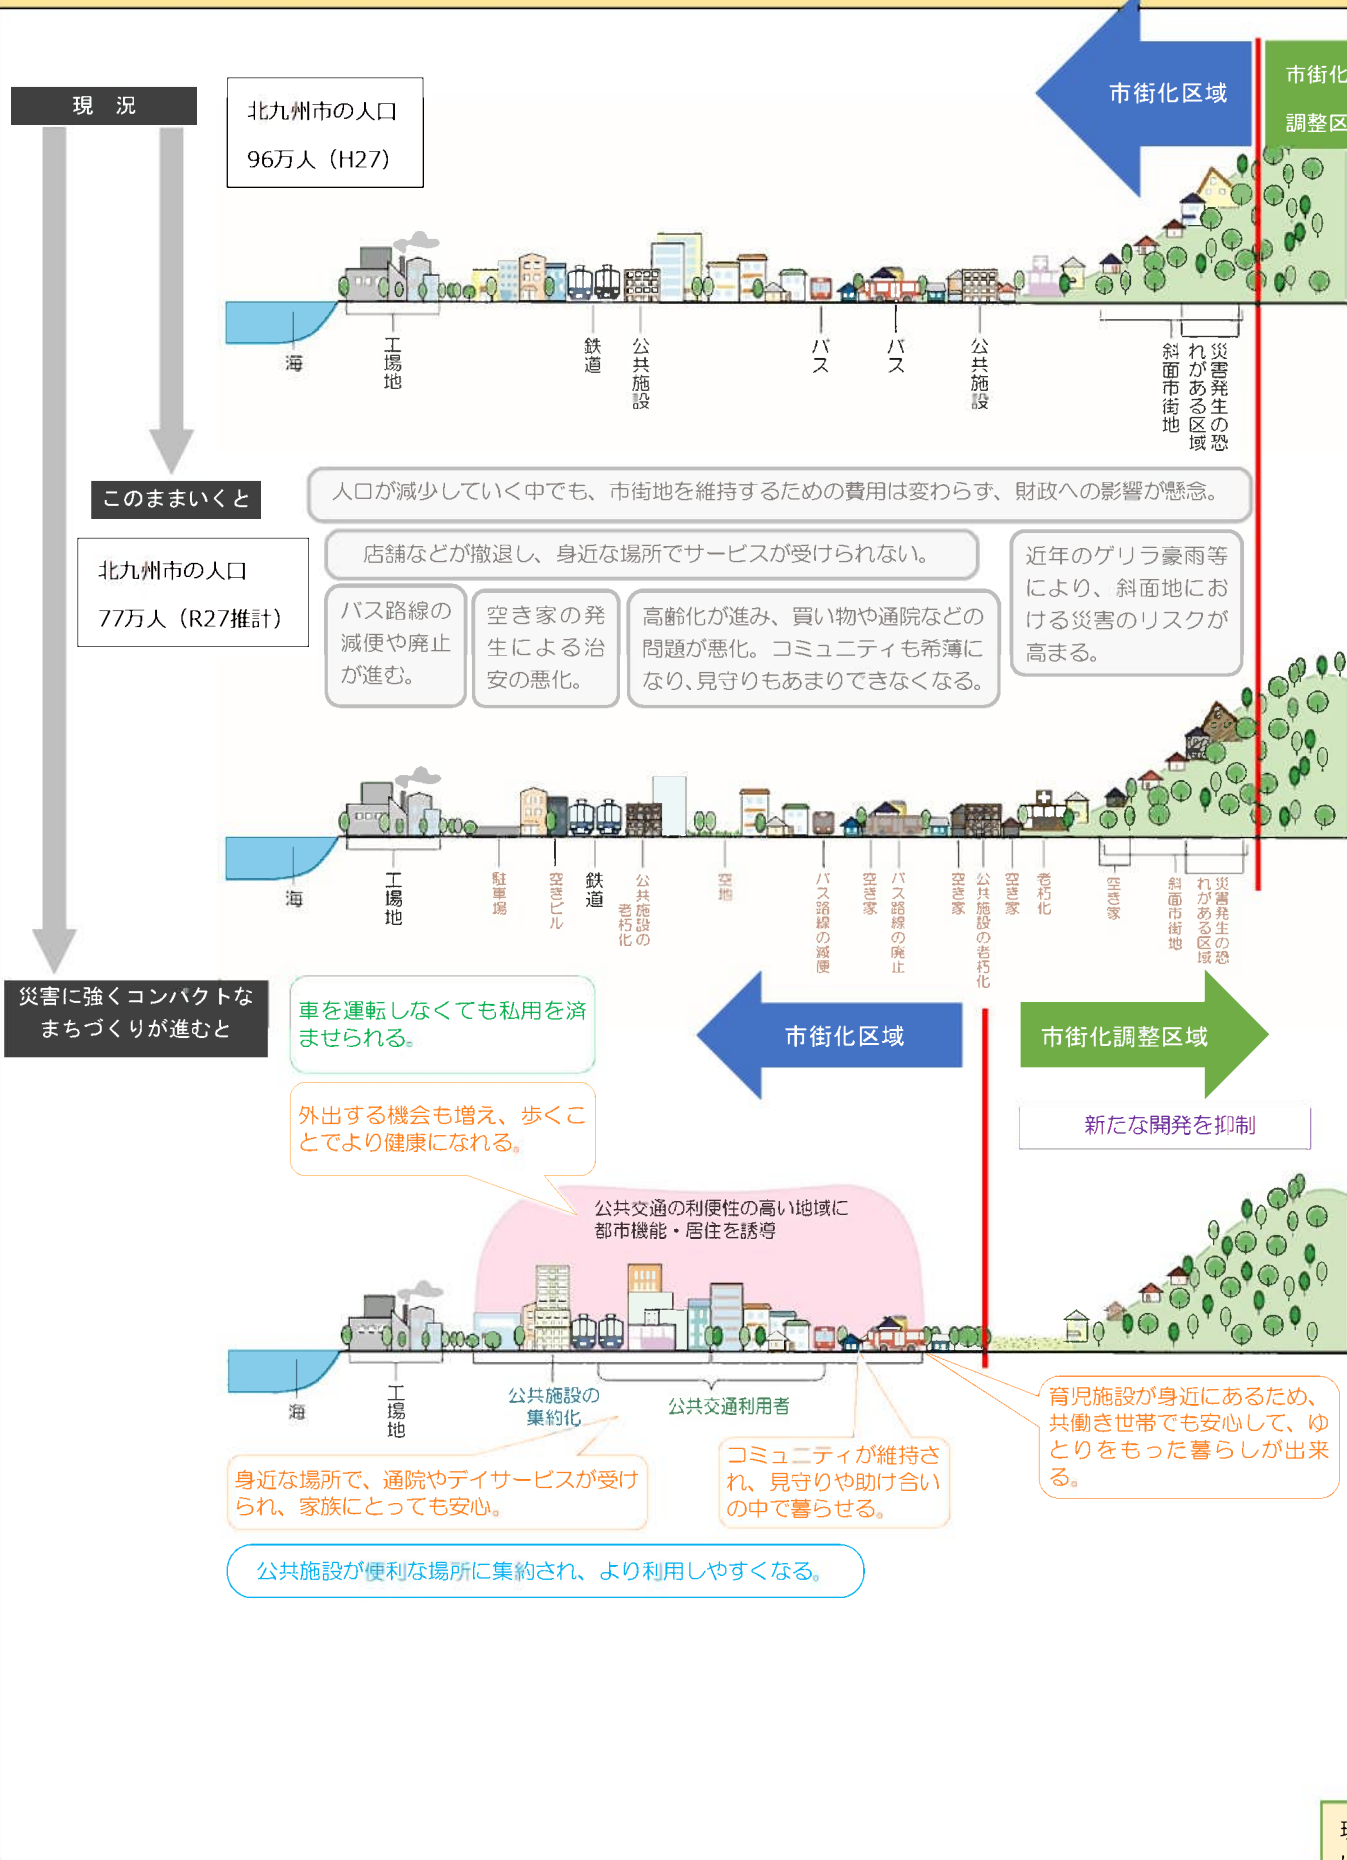 現　況
北九州市の人口
96万人（H27）
市街化区域
市街化
調整区
海
工場地
鉄道
公共施設
バス
バス
公共施設
斜面市街地
災害発生の恐
れがある区域
このままいくと
北九州市の人口
77万人（R27推計）
人口が減少していく中でも、市街地を維持するための費用は変わらず、財政への影響が懸念。
店舗などが撤退し、身近な場所でサービスが受けられない。
近年のゲリラ豪雨等
により、斜面地にお
ける災害のリスクが
高まる。
バス路線の
減便や廃止
が進む。
空き家の発
生による治
安の悪化。
高齢化が進み、買い物や通院などの
問題が悪化。コミュニティも希薄に
なり、見守りもあまりできなくなる。
海
工場地
駐車場
空きビル
鉄道
公共施設の
老朽化
空地
バス路線の減便
空き家
バス路線の廃止
空き家
公共施設の老朽化
空き家
老朽化
空き家
斜面市街地
災害発生の恐
れがある区域
災害に強くコンパクトな
まちづくりが進むと
車を運転しなくても私用を済
ませられる。
市街化区域
市街化調整区域
外出する機会も増え、歩くこ
とでより健康になれる。
新たな開発を抑制
公共交通の利便性の高い地域に
都市機能・居住を誘導
海
工場地
公共施設の
集約化
公共交通利用者
身近な場所で、通院やデイサービスが受け
られ、家族にとっても安心。
コミュニティが維持さ
れ、見守りや助け合い
の中で暮らせる。
育児施設が身近にあるため、
共働き世帯でも安心して、ゆ
とりをもった暮らしが出来
る。
公共施設が便利な場所に集約され、より利用しやすくなる。